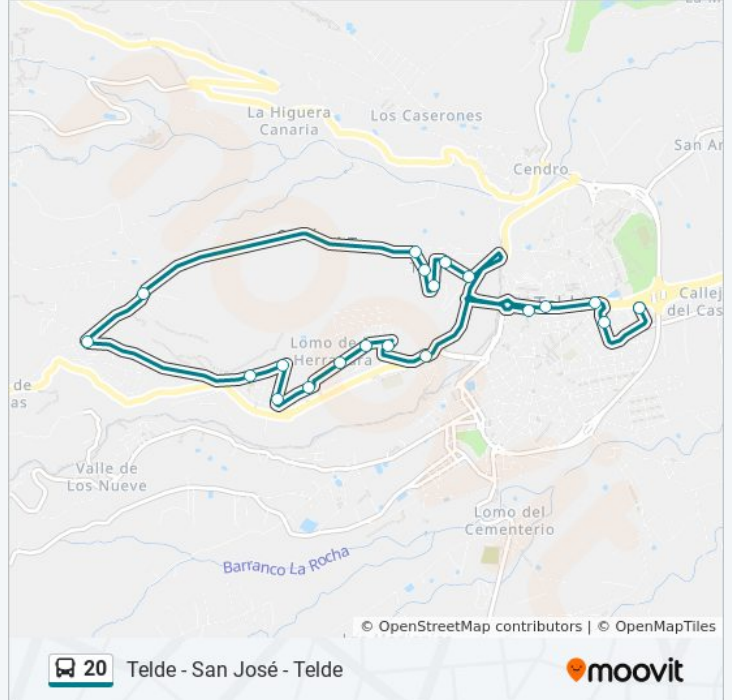 La Higuera
Canaria
Los Caserones
San
Cendro
Callej
del Cas
Lomo de
de
as
Valle de
Los Nueve
Lomo del
Cementerio
Barranco La Rocha
© OpenStreetMap contributors | © OpenMapTiles
20 Telde - San José - Telde
moovit